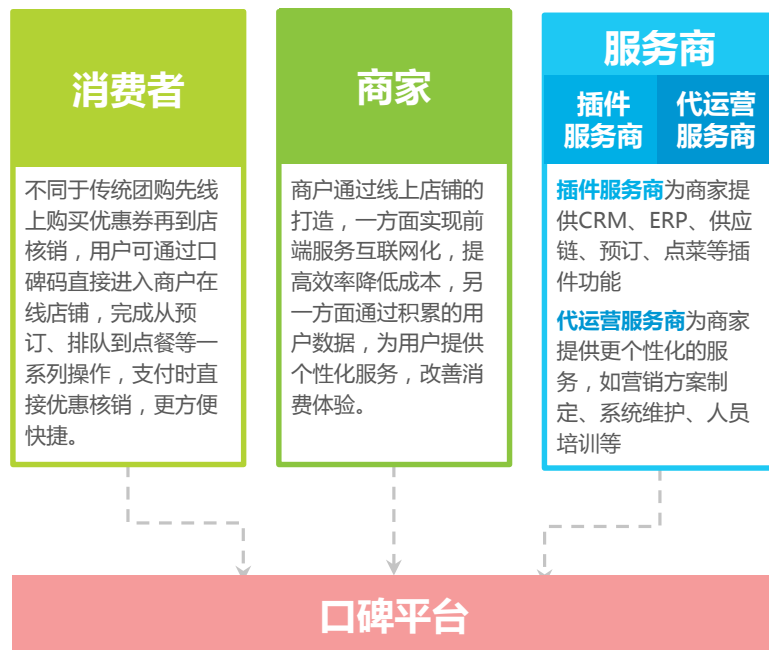 消费者
不同于传统团购先线
上购买优惠券再到店
核销，用户可通过口
碑码直接进入商户在
线店铺，完成从预
订、排队到点餐等一
系列操作，支付时直
接优惠核销，更方便
快捷。
商家
商户通过线上店铺的
打造，一方面实现前
端服务互联网化，提
高效率降低成本，另
一方面通过积累的用
户数据，为用户提供
个性化服务，改善消
费体验。
服务商
插件
服务商
代运营
服务商
插件服务商为商家提
供CRM、ERP、供应
链、预订、点菜等插
件功能
代运营服务商为商家
提供更个性化的服
务，如营销方案制
定、系统维护、人员
培训等
口碑平台